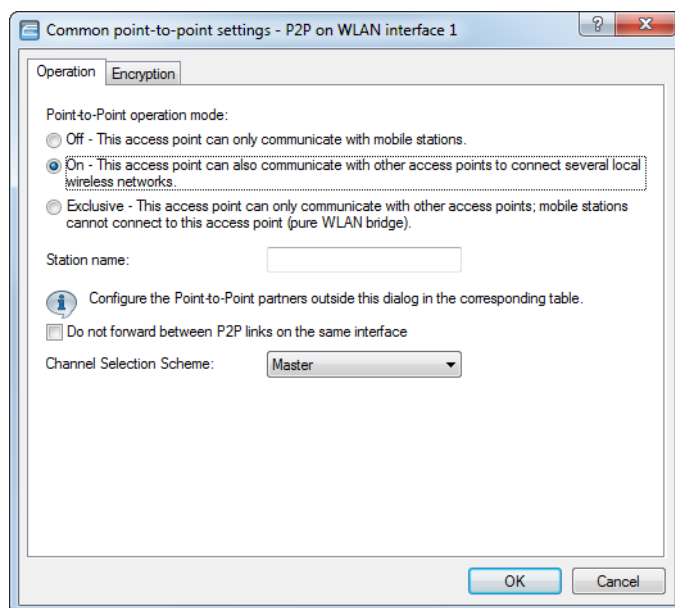 Common point-to-point settings - P2P on WLAN interface 1
Operation
Encryption
Point-to-Point operation mode:
Off - This access point can only communicate with mobile stations.
On - This access point can also communicate with other access points to connect several local
wireless networks.
Exclusive - This access point can only communicate with other access points; mobile stations
cannot connect to this access point (pure WLAN bridge).
Station name:
Configure the Point-to-Point partners outside this dialog in the corresponding table.
Do not forward between P2P links on the same interface
Channel Selection Scheme:
Master
OK
Cancel